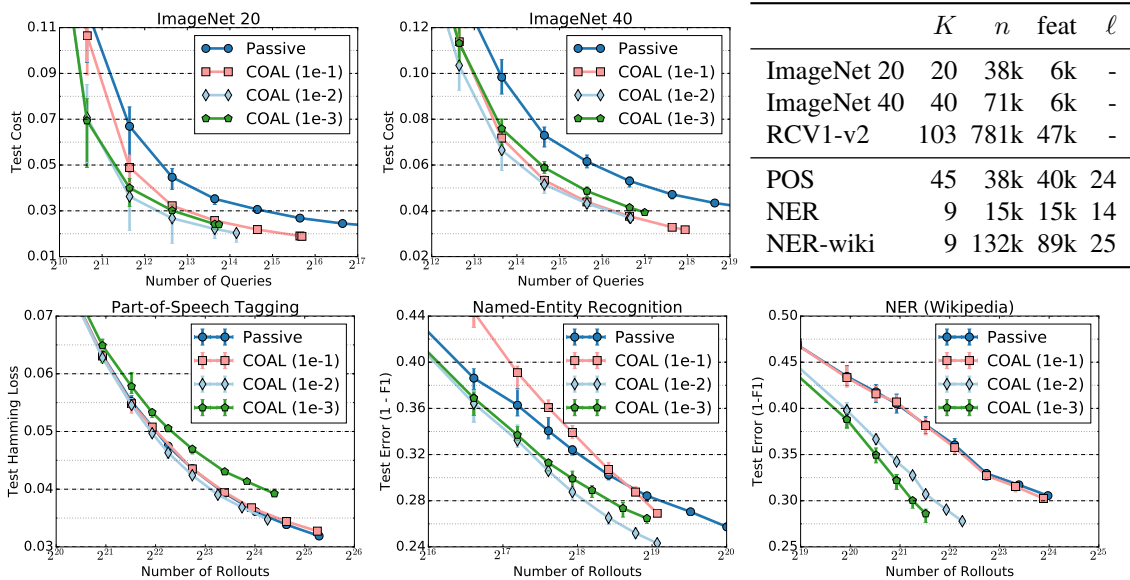 ImageNet 20
0.11
0.09
0.07
0.05
0.03
0.01
Test Cost
Passive
COAL (1e-1)
COAL (1e-2)
COAL (1e-3)
2^10 2^11 2^12 2^13 2^14 2^15 2^16 2^17
Number of Queries
ImageNet 40
0.12
0.10
0.08
0.06
0.04
0.02
0.00
Test Cost
Passive
COAL (1e-1)
COAL (1e-2)
COAL (1e-3)
2^12 2^13 2^14 2^15 2^16 2^17 2^18 2^19
Number of Queries
K n feat ℓ
ImageNet 20 20 38k 6k -
ImageNet 40 40 71k 6k -
RCV1-v2 103 781k 47k -
POS 45 38k 40k 24
NER 9 15k 15k 14
NER-wiki 9 132k 89k 25
Part-of-Speech Tagging
0.07
0.06
0.05
0.04
0.03
Test Hamming Loss
Passive
COAL (1e-1)
COAL (1e-2)
COAL (1e-3)
2^20 2^21 2^22 2^23 2^24 2^25 2^26
Number of Rollouts
Named-Entity Recognition
0.44
0.40
0.36
0.32
0.28
0.24
Test Error (1 - F1)
Passive
COAL (1e-1)
COAL (1e-2)
COAL (1e-3)
2^16 2^17 2^18 2^19 2^20
Number of Rollouts
NER (Wikipedia)
0.50
0.45
0.40
0.35
0.30
0.25
Test Error (1-F1)
Passive
COAL (1e-1)
COAL (1e-2)
COAL (1e-3)
2^19 2^20 2^21 2^22 2^23 2^24 2^25
Number of Rollouts